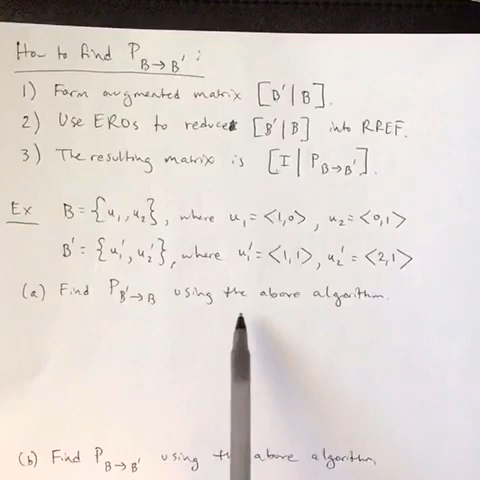 How to find P_{B→B'} :
1) Form augmented matrix [B' | B].
2) Use EROs to reduce [B' | B] into RREF.
3) The resulting matrix is [I | P_{B→B'}].
Ex B = {u₁, u₂}, where u₁ = <1,0>, u₂ = <0,1>
B' = {u₁', u₂'}, where u₁' = <1,1>, u₂' = <2,1>
(a) Find P_{B'→B} using the above algorithm.
(b) Find P_{B→B'} using above algorithm.